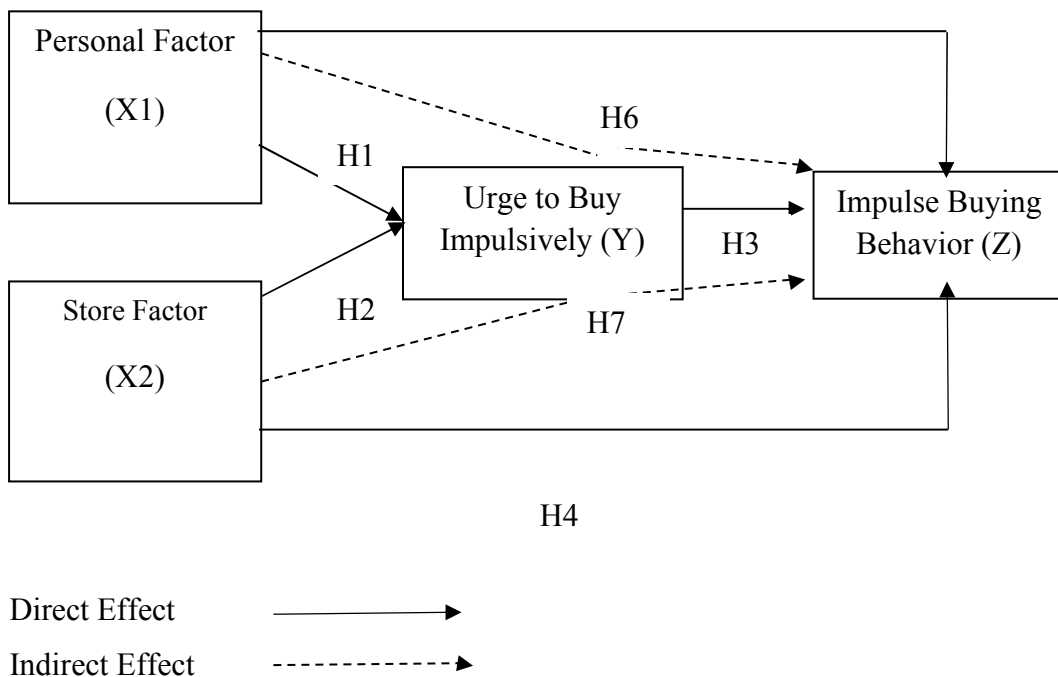 Personal Factor
(X1)
H6
H1
Urge to Buy
Impulsively (Y)
Impulse Buying
Behavior (Z)
H3
Store Factor
(X2)
H2
H7
H4
Direct Effect
Indirect Effect